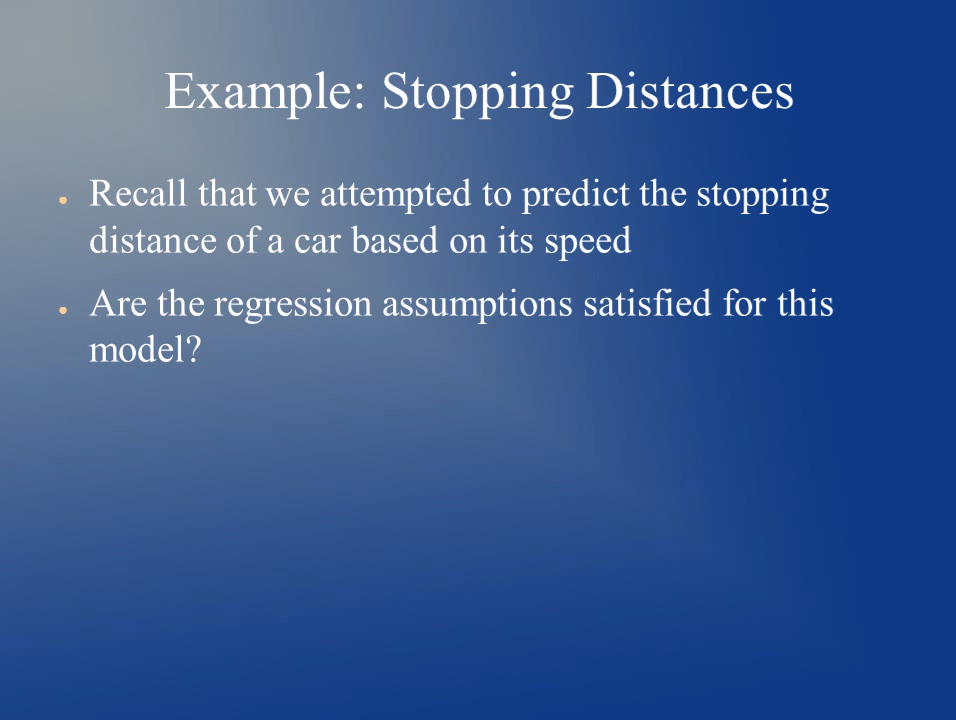 Example: Stopping Distances
● Recall that we attempted to predict the stopping
distance of a car based on its speed
● Are the regression assumptions satisfied for this
model?